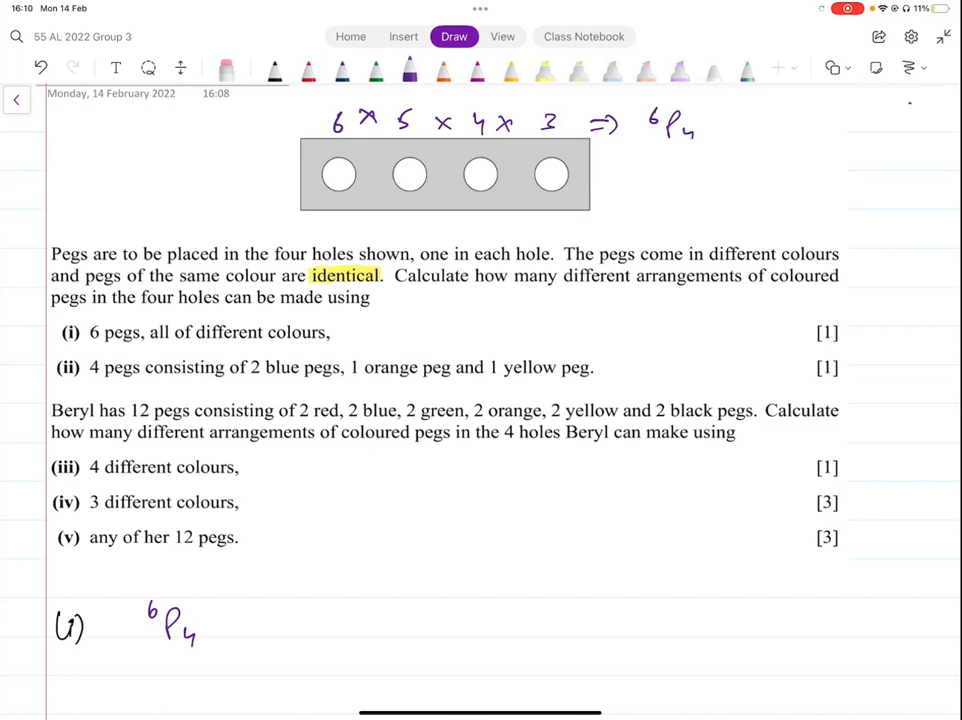 16:10 Mon 14 Feb
11%
55 AL 2022 Group 3
Home Insert Draw View Class Notebook
Monday, 14 February 2022 16:08
6 × 5 × 4 × 3 ⇒ ⁶P₄
Pegs are to be placed in the four holes shown, one in each hole. The pegs come in different colours
and pegs of the same colour are identical. Calculate how many different arrangements of coloured
pegs in the four holes can be made using
(i) 6 pegs, all of different colours, [1]
(ii) 4 pegs consisting of 2 blue pegs, 1 orange peg and 1 yellow peg. [1]
Beryl has 12 pegs consisting of 2 red, 2 blue, 2 green, 2 orange, 2 yellow and 2 black pegs. Calculate
how many different arrangements of coloured pegs in the 4 holes Beryl can make using
(iii) 4 different colours, [1]
(iv) 3 different colours, [3]
(v) any of her 12 pegs. [3]
(i) ⁶P₄